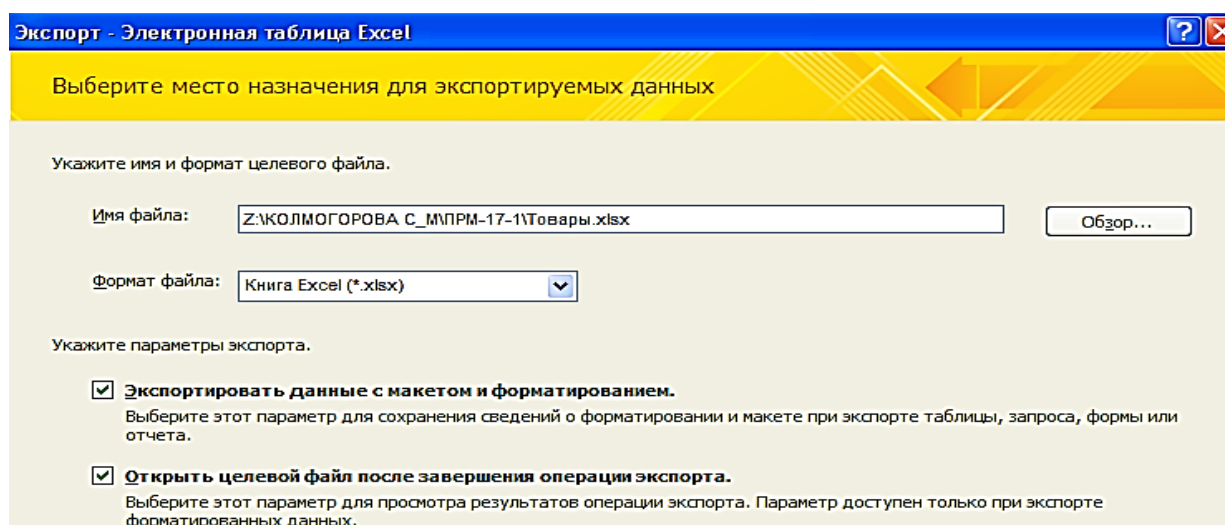 Экспорт - Электронная таблица Excel
Выберите место назначения для экспортируемых данных
Укажите имя и формат целевого файла.
Имя файла: Z:\КОЛМОГОРОВА С_М\ПРМ-17-1\Товары.xlsx Обзор...
Формат файла: Книга Excel (*.xlsx)
Укажите параметры экспорта.
Экспортировать данные с макетом и форматированием.
Выберите этот параметр для сохранения сведений о форматировании и макете при экспорте таблицы, запроса, формы или
отчета.
Открыть целевой файл после завершения операции экспорта.
Выберите этот параметр для просмотра результатов операции экспорта. Параметр доступен только при экспорте
форматированных данных.